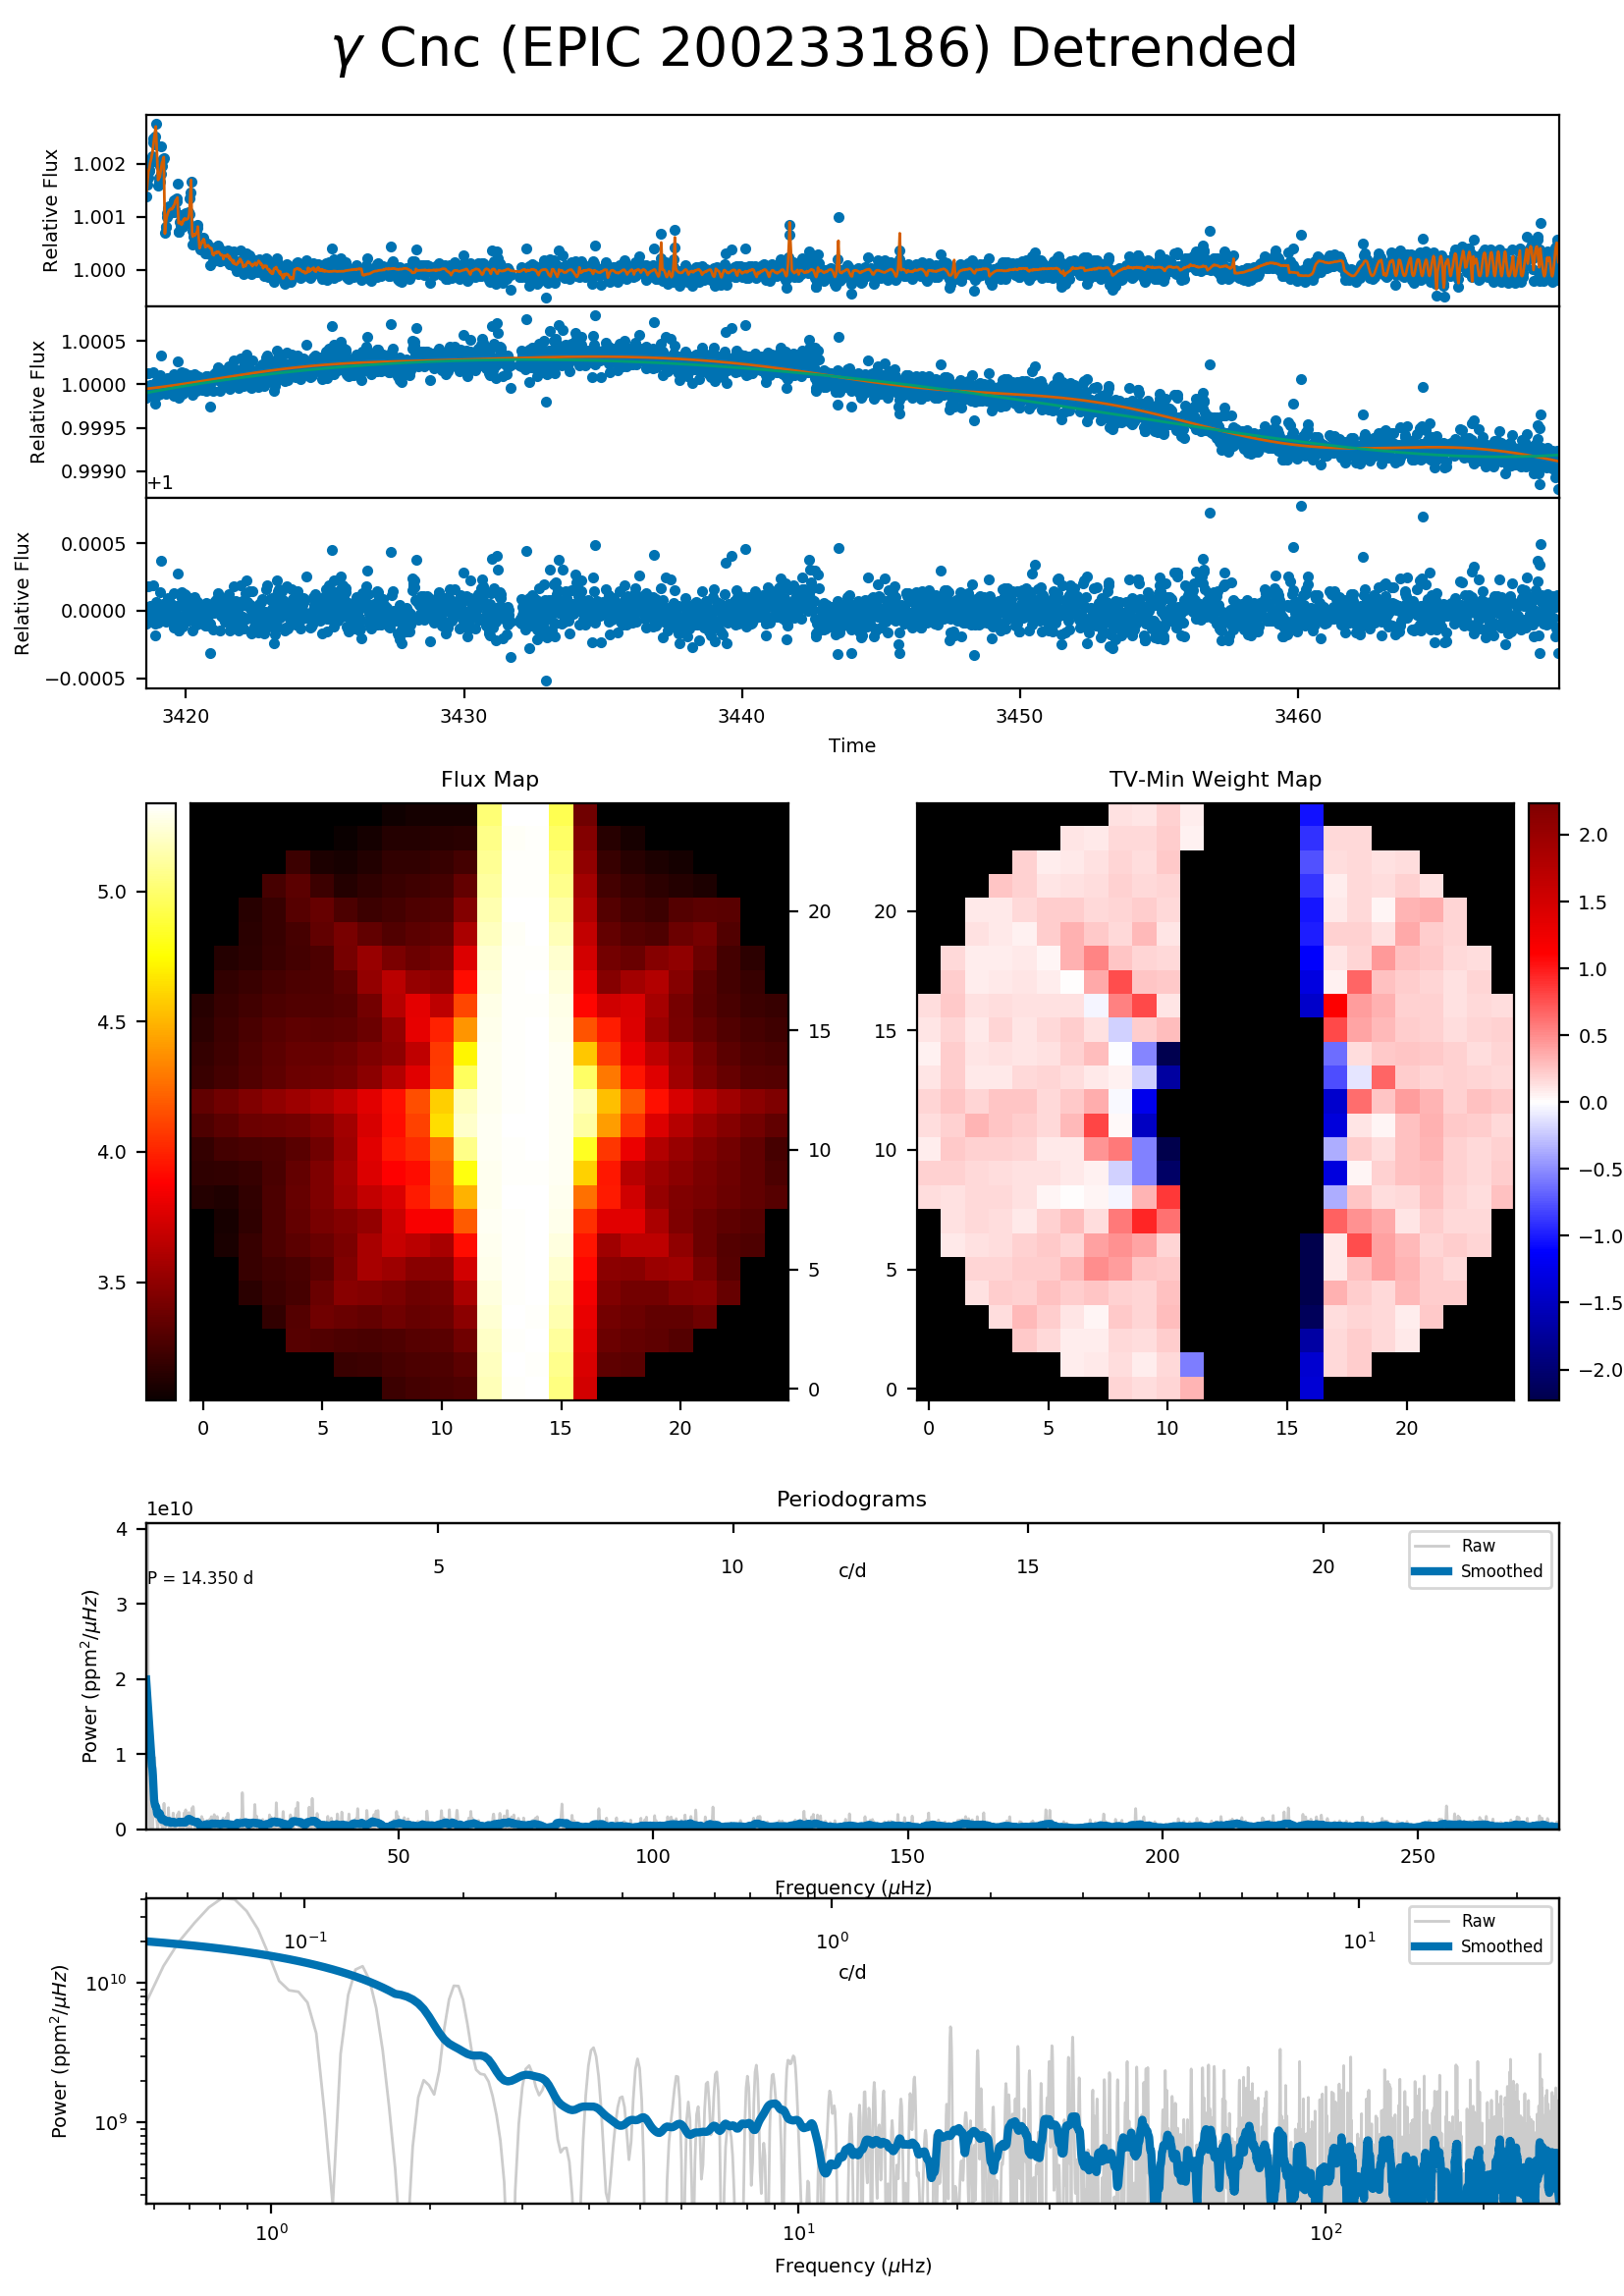 γ Cnc (EPIC 200233186) Detrended
Relative Flux
1.002
1.001
1.000
Relative Flux
1.0005
1.0000
0.9995
0.9990
+1
Relative Flux
0.0005
0.0000
−0.0005
3420 3430 3440 3450 3460
Time
Flux Map
5.0
4.5
4.0
3.5
20
15
10
5
0
0 5 10 15 20
TV-Min Weight Map
20
15
10
5
0
0 5 10 15 20
2.0
1.5
1.0
0.5
0.0
−0.5
−1.0
−1.5
−2.0
Periodograms
1e10
Power (ppm²/μHz)
4
3
2
1
0
5 10 15 20
c/d
P = 14.350 d
Raw
Smoothed
50 100 150 200 250
Frequency (μHz)
Power (ppm²/μHz)
10¹⁰
10⁹
10⁻¹ 10⁰ 10¹
c/d
Raw
Smoothed
10⁰ 10¹ 10²
Frequency (μHz)